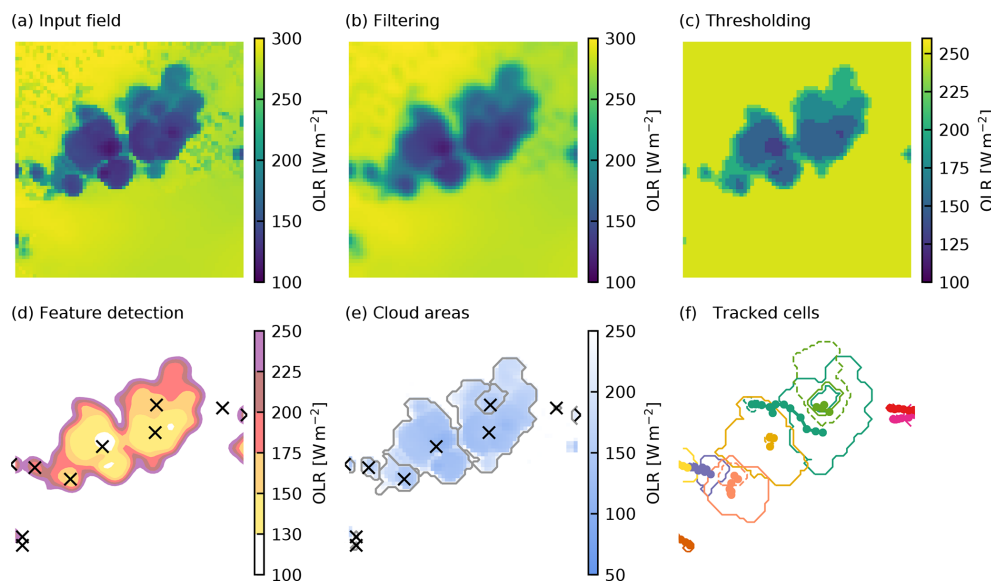 (a) Input field
(b) Filtering
(c) Thresholding
300
250
200
150
100
OLR [W m⁻²]
300
250
200
150
100
OLR [W m⁻²]
250
225
200
175
150
125
100
OLR [W m⁻²]
(d) Feature detection
(e) Cloud areas
(f) Tracked cells
250
225
200
175
150
130
100
OLR [W m⁻²]
250
200
150
100
50
OLR [W m⁻²]